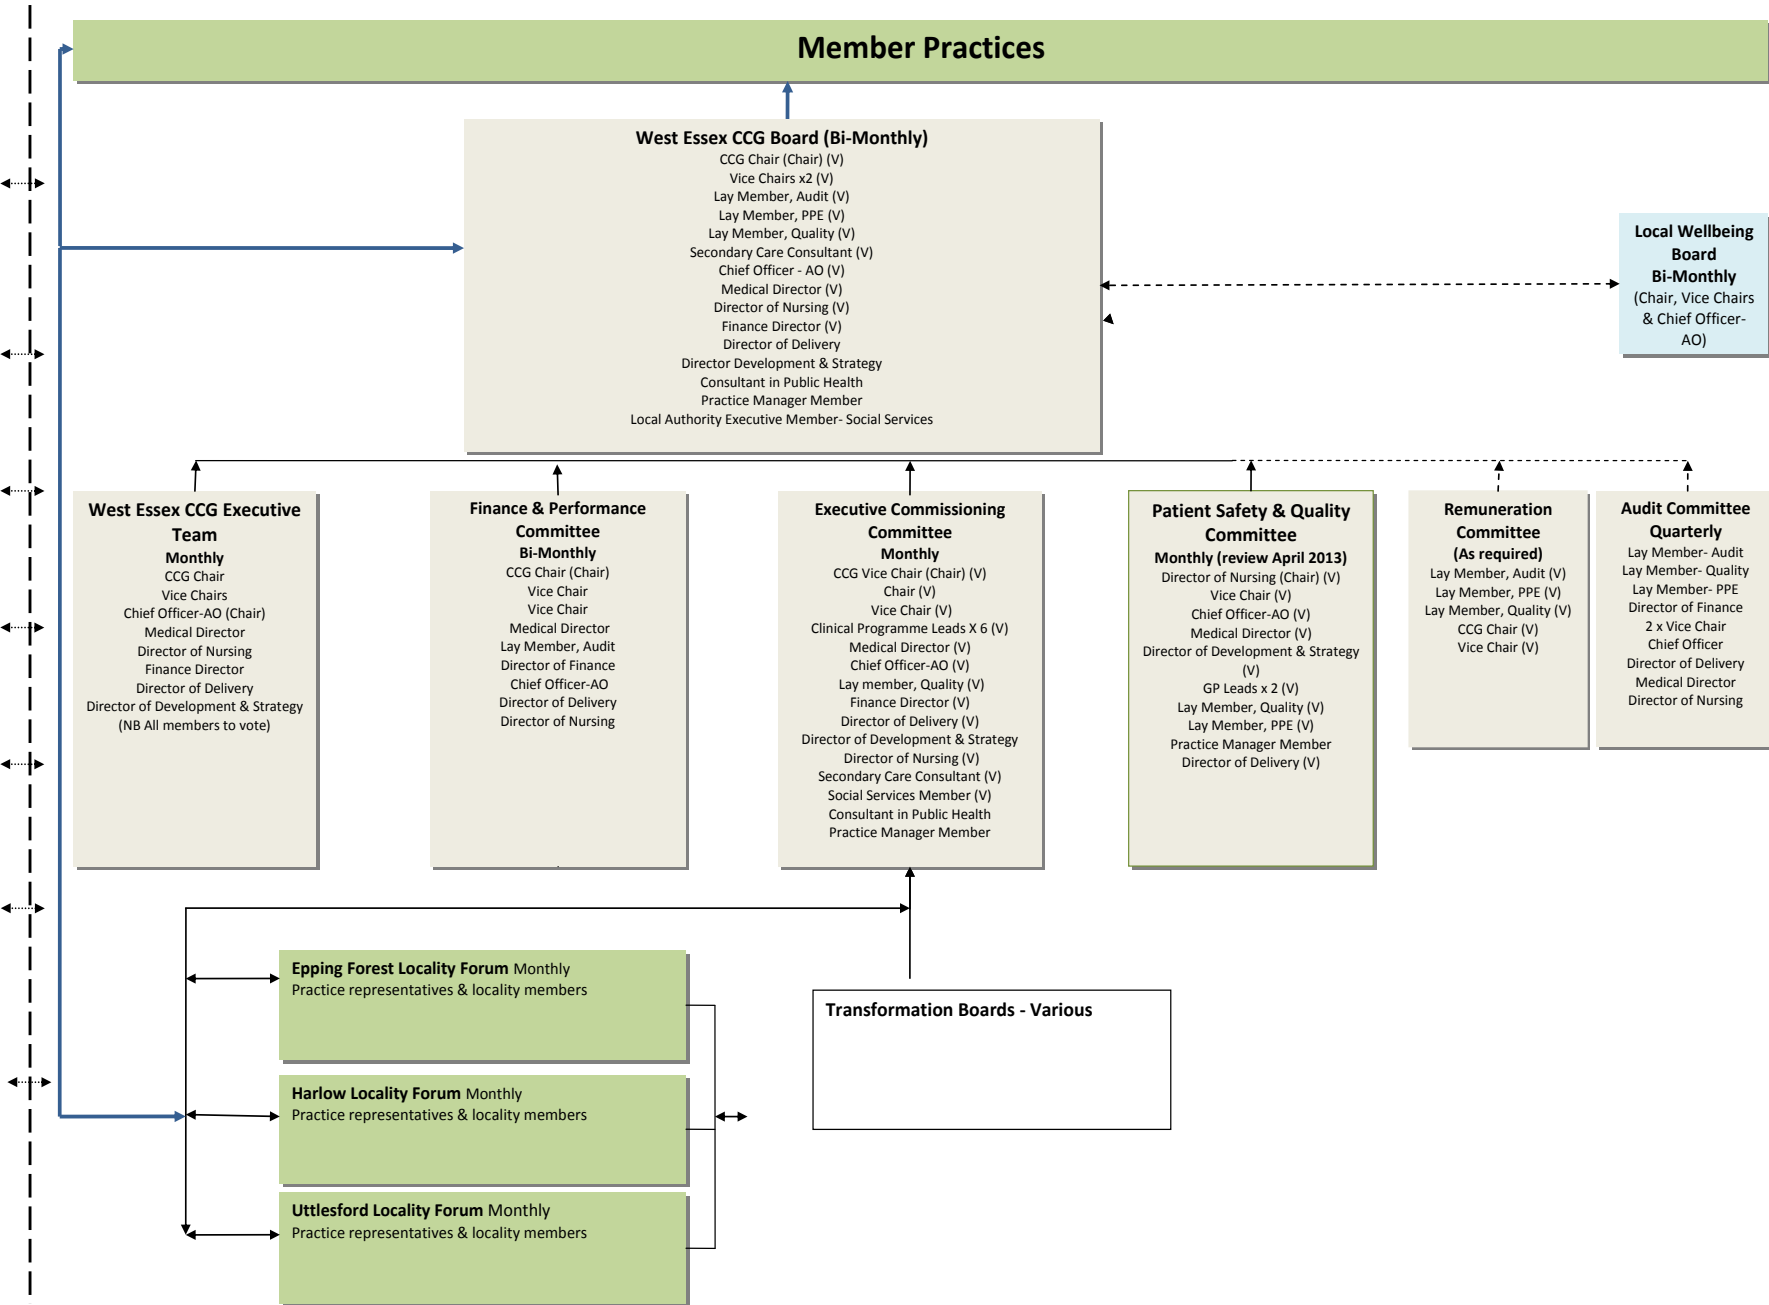 Member Practices
West Essex CCG Board (Bi-Monthly)
CCG Chair (Chair) (V)
Vice Chairs x2 (V)
Lay Member, Audit (V)
Lay Member, PPE (V)
Lay Member, Quality (V)
Secondary Care Consultant (V)
Chief Officer - AO (V)
Medical Director (V)
Director of Nursing (V)
Finance Director (V)
Director of Delivery
Director Development & Strategy
Consultant in Public Health
Practice Manager Member
Local Authority Executive Member- Social Services
Local Wellbeing
Board
Bi-Monthly
(Chair, Vice Chairs
& Chief Officer-
AO)
West Essex CCG Executive
Team
Monthly
CCG Chair
Vice Chairs
Chief Officer-AO (Chair)
Medical Director
Director of Nursing
Finance Director
Director of Delivery
Director of Development & Strategy
(NB All members to vote)
Finance & Performance
Committee
Bi-Monthly
CCG Chair (Chair)
Vice Chair
Vice Chair
Medical Director
Lay Member, Audit
Director of Finance
Chief Officer-AO
Director of Delivery
Director of Nursing
Executive Commissioning
Committee
Monthly
CCG Vice Chair (Chair) (V)
Chair (V)
Vice Chair (V)
Clinical Programme Leads X 6 (V)
Medical Director (V)
Chief Officer-AO (V)
Lay member, Quality (V)
Finance Director (V)
Director of Delivery (V)
Director of Development & Strategy
Director of Nursing (V)
Secondary Care Consultant (V)
Social Services Member (V)
Consultant in Public Health
Practice Manager Member
Patient Safety & Quality
Committee
Monthly (review April 2013)
Director of Nursing (Chair) (V)
Vice Chair (V)
Chief Officer-AO (V)
Medical Director (V)
Director of Development & Strategy
(V)
GP Leads x 2 (V)
Lay Member, Quality (V)
Lay Member, PPE (V)
Practice Manager Member
Director of Delivery (V)
Remuneration
Committee
(As required)
Lay Member, Audit (V)
Lay Member, PPE (V)
Lay Member, Quality (V)
CCG Chair (V)
Vice Chair (V)
Audit Committee
Quarterly
Lay Member- Audit
Lay Member- Quality
Lay Member- PPE
Director of Finance
2 x Vice Chair
Chief Officer
Director of Delivery
Medical Director
Director of Nursing
Epping Forest Locality Forum Monthly
Practice representatives & locality members
Transformation Boards - Various
Harlow Locality Forum Monthly
Practice representatives & locality members
Uttlesford Locality Forum Monthly
Practice representatives & locality members